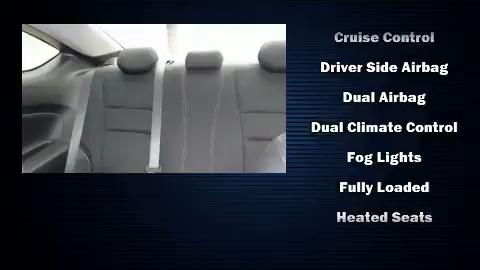 Cruise Control
Driver Side Airbag
Dual Airbag
Dual Climate Control
Fog Lights
Fully Loaded
Heated Seats